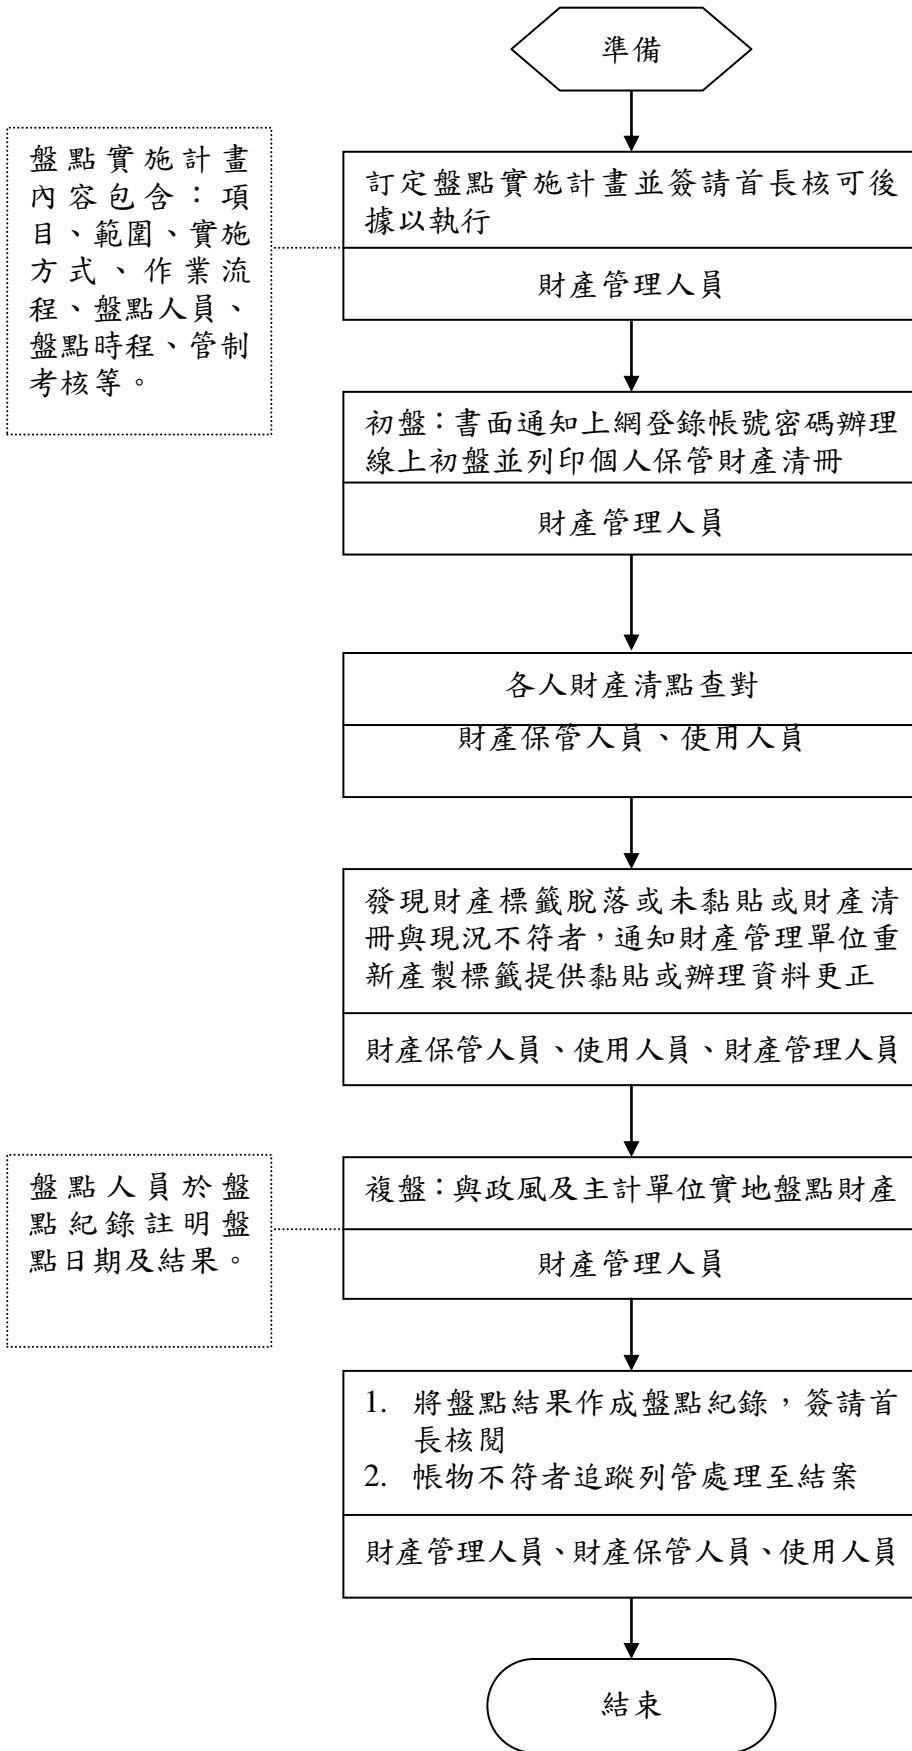 準備
盤點實施計畫
內容包含：項
目、範圍、實施
方式、作業流
程、盤點人員、
盤點時程、管制
考核等。
訂定盤點實施計畫並簽請首長核可後
據以執行
財產管理人員
初盤：書面通知上網登錄帳號密碼辦理
線上初盤並列印個人保管財產清冊
財產管理人員
各人財產清點查對
財產保管人員、使用人員
發現財產標籤脫落或未黏貼或財產清
冊與現況不符者，通知財產管理單位重
新產製標籤提供黏貼或辦理資料更正
財產保管人員、使用人員、財產管理人員
盤點人員於盤
點紀錄註明盤
點日期及結果。
複盤：與政風及主計單位實地盤點財產
財產管理人員
1. 將盤點結果作成盤點紀錄，簽請首
長核閱
2. 帳物不符者追蹤列管處理至結案
財產管理人員、財產保管人員、使用人員
結束